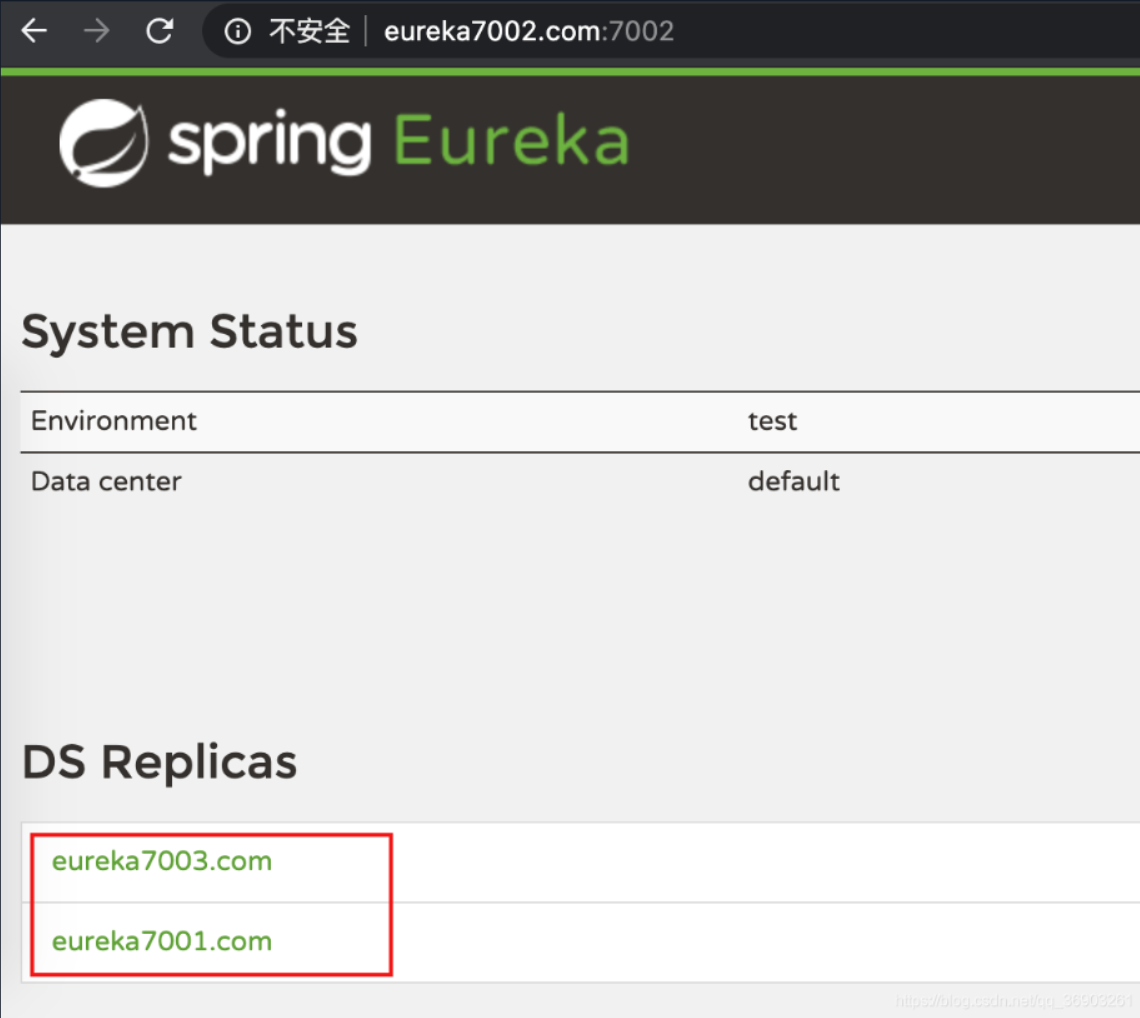 不安全 eureka7002.com:7002
spring Eureka
System Status
Environment test
Data center default
DS Replicas
eureka7003.com
eureka7001.com
https://blog.csdn.net/qq_36903261